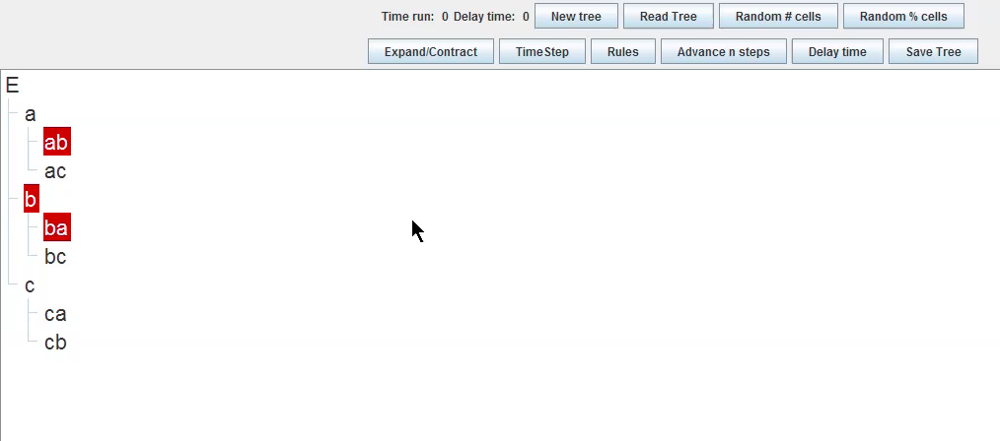 Time run: 0 Delay time: 0 New tree Read Tree Random # cells Random % cells
Expand/Contract TimeStep Rules Advance n steps Delay time Save Tree
E
a
ab
ac
b
ba
bc
c
ca
cb